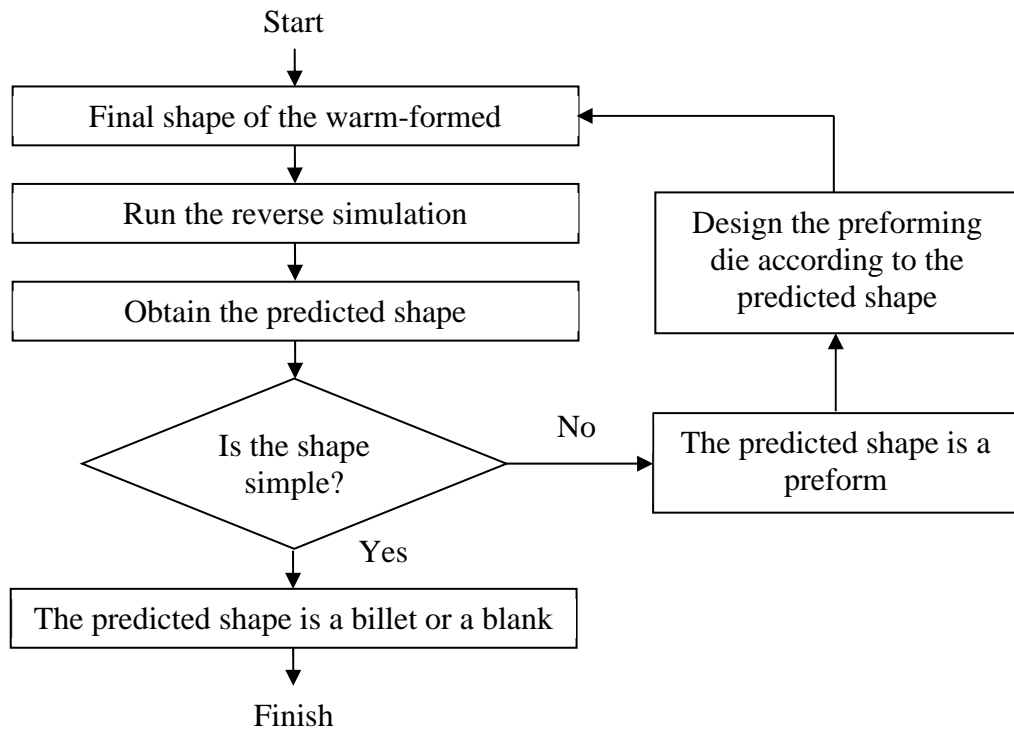 Start
Final shape of the warm-formed
Run the reverse simulation
Obtain the predicted shape
Is the shape
simple?
No
Yes
The predicted shape is a
preform
Design the preforming
die according to the
predicted shape
The predicted shape is a billet or a blank
Finish